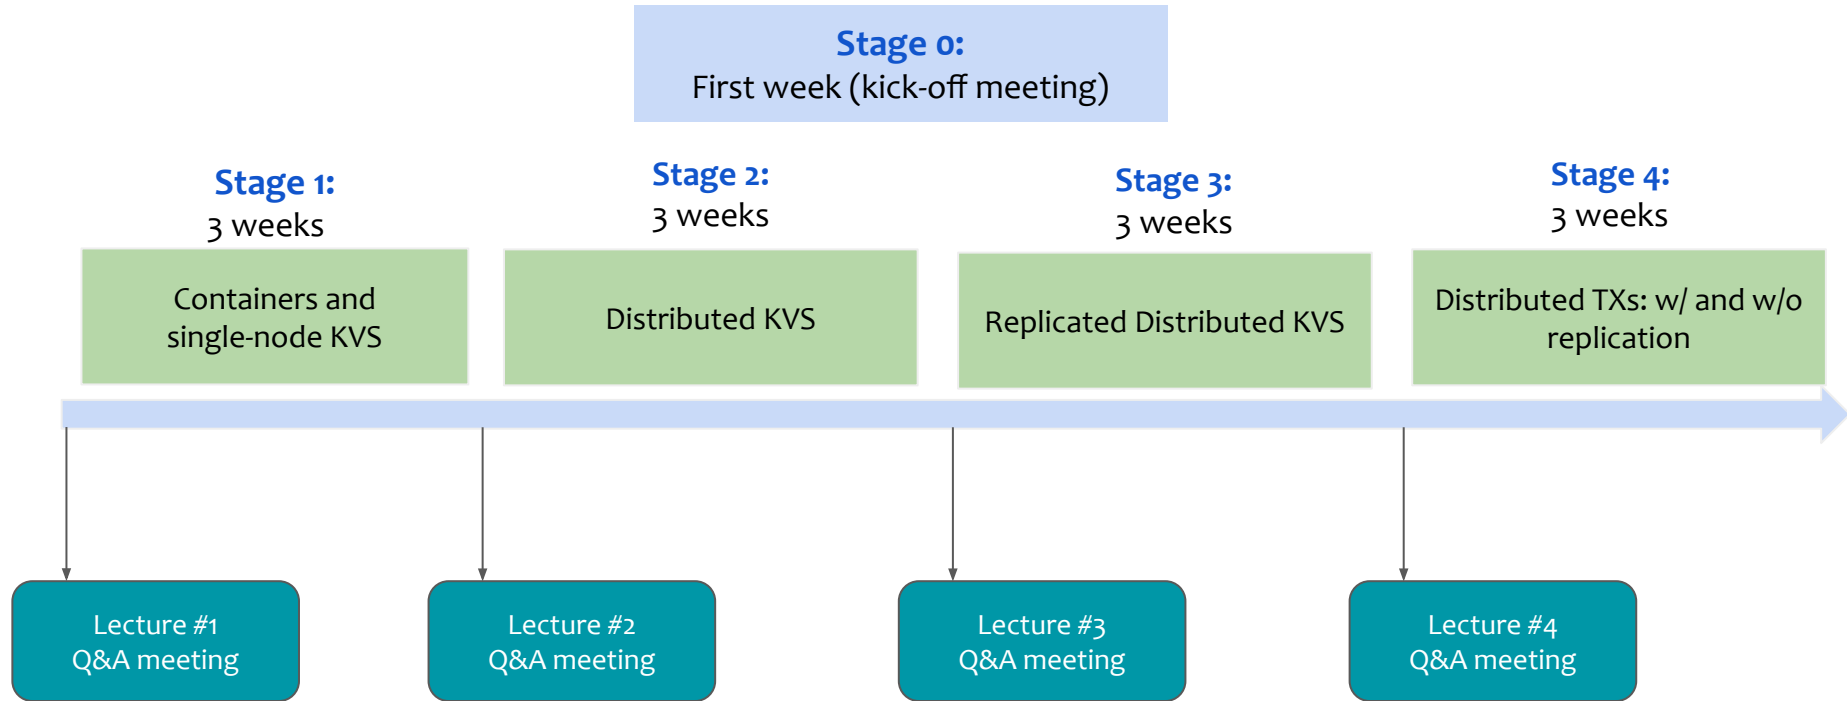 Stage 0:
First week (kick-off meeting)
Stage 1:
3 weeks
Containers and
single-node KVS
Stage 2:
3 weeks
Distributed KVS
Stage 3:
3 weeks
Replicated Distributed KVS
Stage 4:
3 weeks
Distributed TXs: w/ and w/o
replication
Lecture #1
Q&A meeting
Lecture #2
Q&A meeting
Lecture #3
Q&A meeting
Lecture #4
Q&A meeting